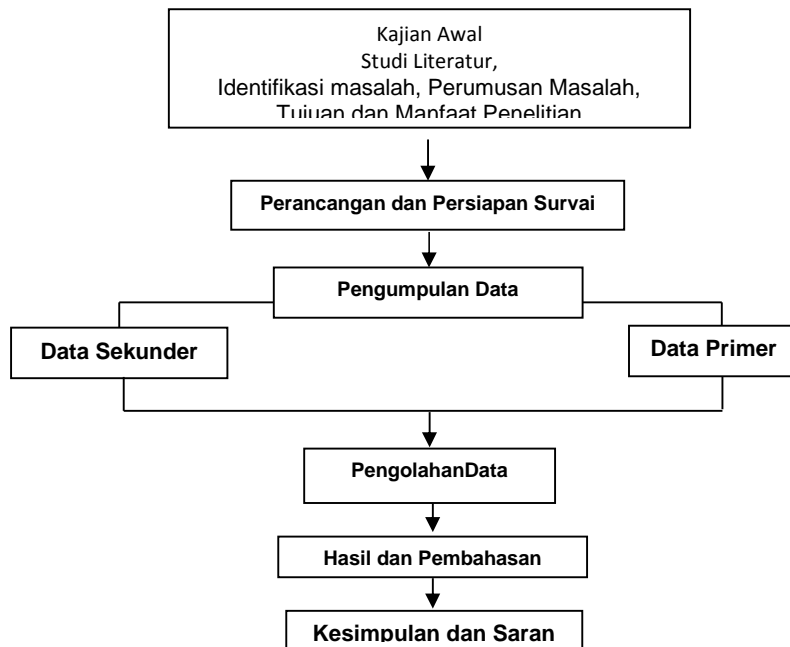 Kajian Awal
Studi Literatur,
Identifikasi masalah, Perumusan Masalah,
Tujuan dan Manfaat Penelitian
Perancangan dan Persiapan Survai
Pengumpulan Data
Data Sekunder
Data Primer
PengolahanData
Hasil dan Pembahasan
Kesimpulan dan Saran